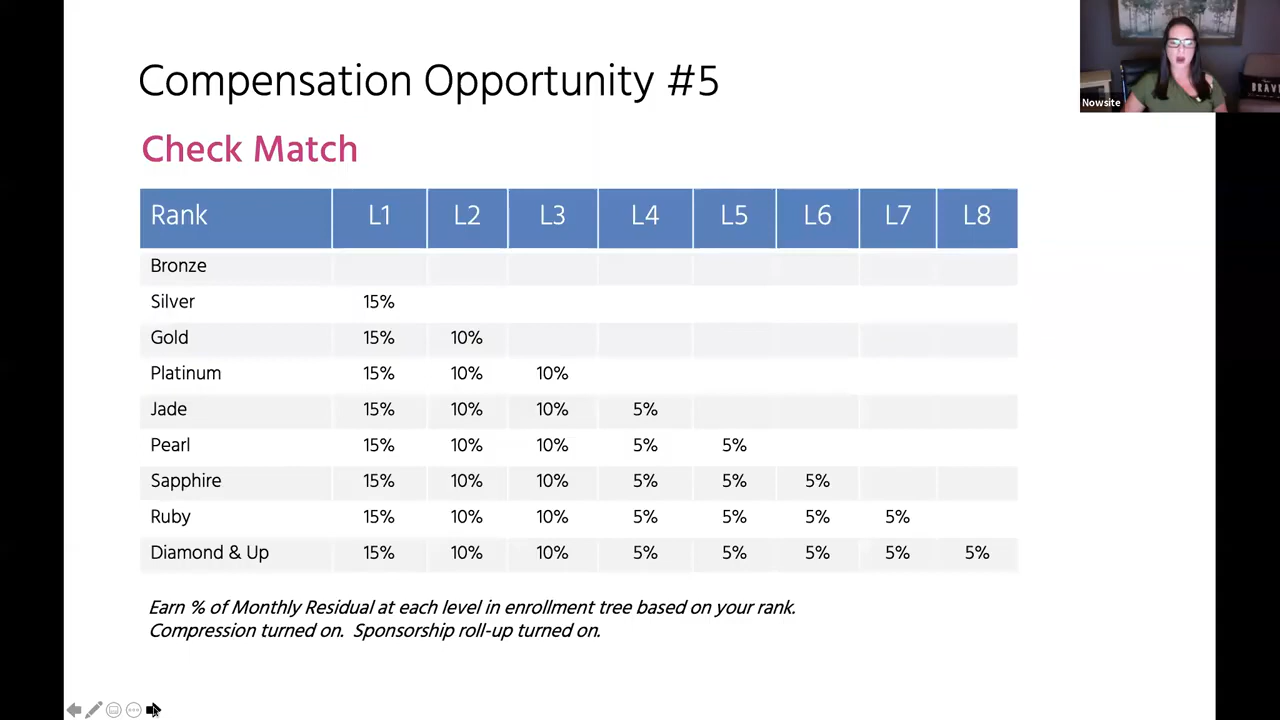 Compensation Opportunity #5
Check Match
Rank L1 L2 L3 L4 L5 L6 L7 L8
Bronze
Silver 15%
Gold 15% 10%
Platinum 15% 10% 10%
Jade 15% 10% 10% 5%
Pearl 15% 10% 10% 5% 5%
Sapphire 15% 10% 10% 5% 5% 5%
Ruby 15% 10% 10% 5% 5% 5% 5%
Diamond & Up 15% 10% 10% 5% 5% 5% 5% 5%
Earn % of Monthly Residual at each level in enrollment tree based on your rank.
Compression turned on. Sponsorship roll-up turned on.
Nowsite
BRAVE